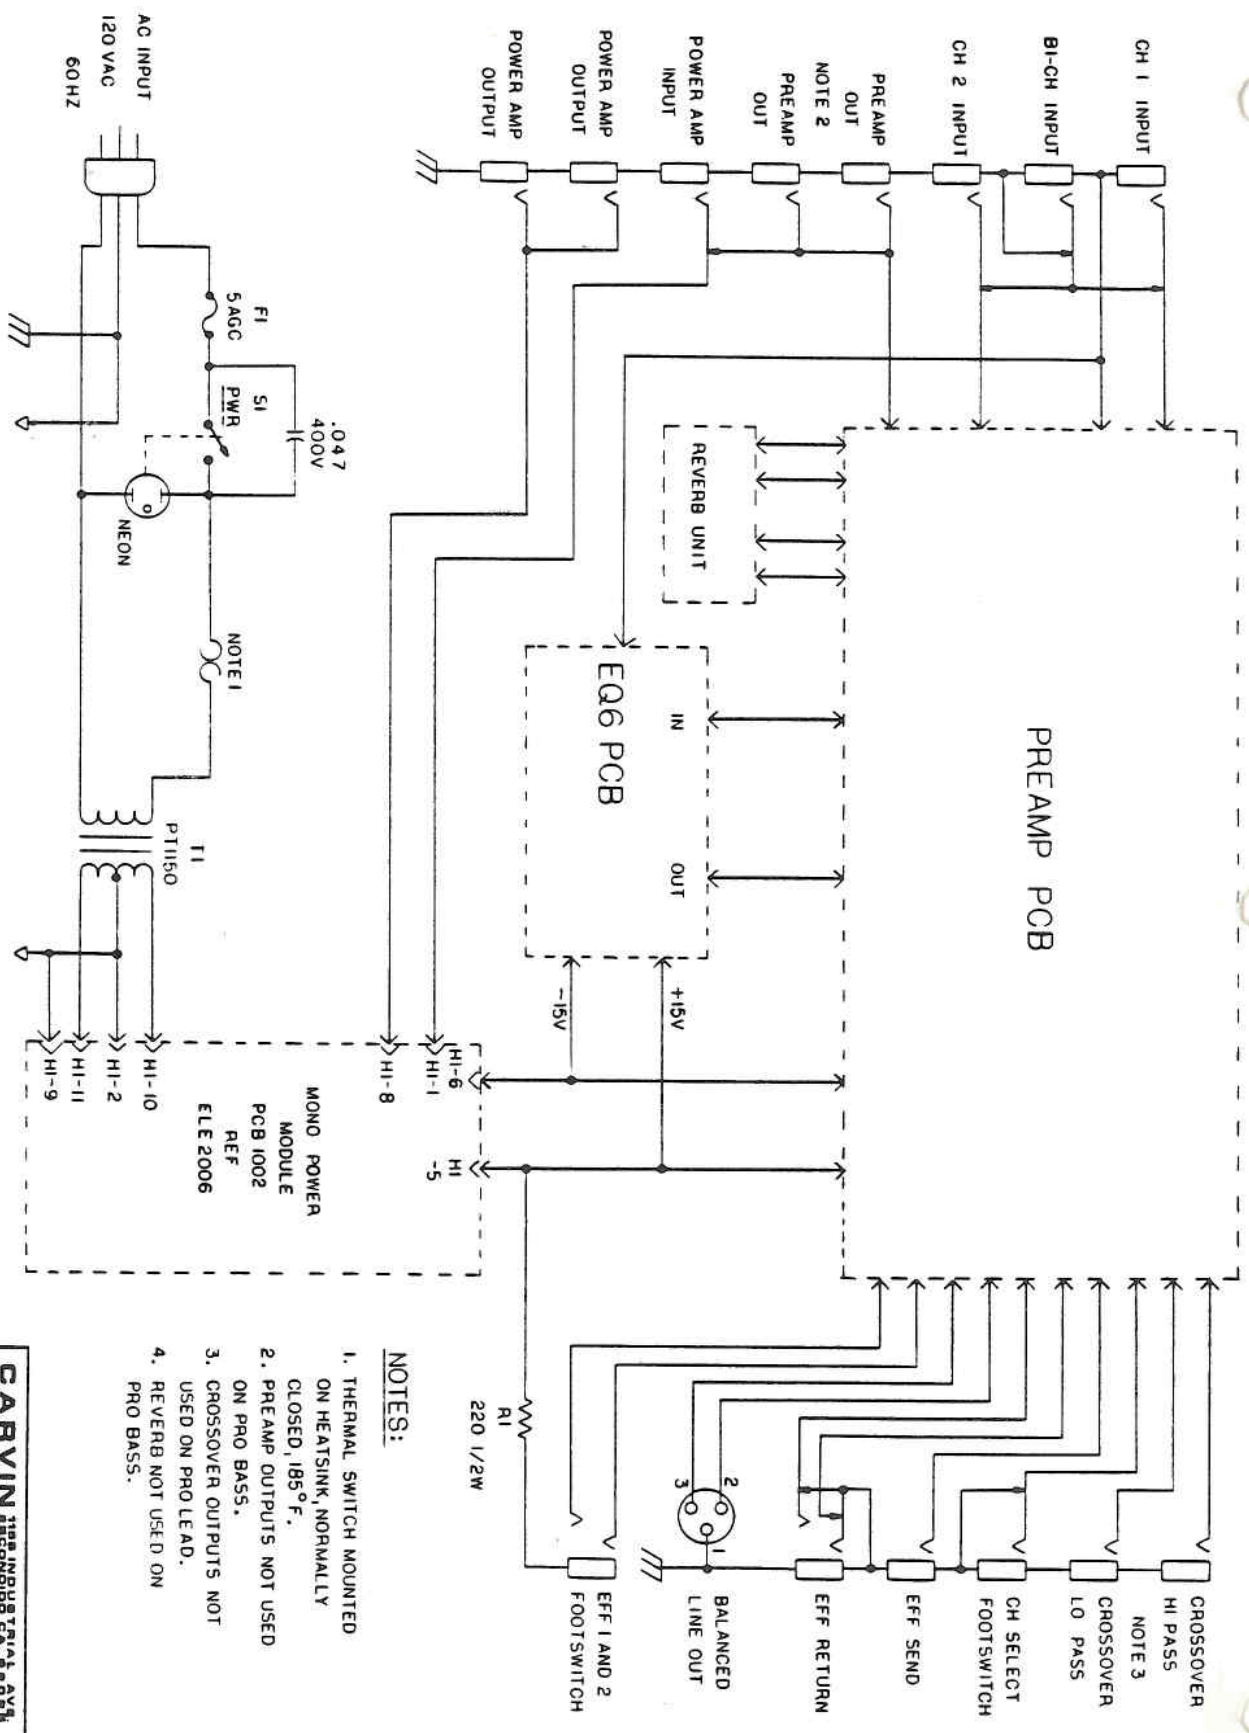 CH 1 INPUT
BI-CH INPUT
CH 2 INPUT
PREAMP
OUT
NOTE 2
PREAMP
OUT
POWER AMP
INPUT
POWER AMP
OUTPUT
POWER AMP
OUTPUT
AC INPUT
120 VAC
60HZ
F1
5 AGC
S1
PWR
.047
400V
NEON
NOTE 1
T1
PT1150
REVERB UNIT
EQ6 PCB
IN
OUT
-15V
+15V
PREAMP PCB
H1-6
H1-1
H1-8
H1
-5
H1-10
H1-2
H1-11
H1-9
MONO POWER
MODULE
PCB 1002
REF
ELE 2006
CROSSOVER
HI PASS
NOTE 3
CROSSOVER
LO PASS
CH SELECT
FOOTSWITCH
EFF SEND
EFF RETURN
BALANCED
LINE OUT
2
3
1
EFF 1 AND 2
FOOTSWITCH
R1
220 1/2W
NOTES:
1. THERMAL SWITCH MOUNTED
ON HEATSINK, NORMALLY
CLOSED, 185°F.
2. PREAMP OUTPUTS NOT USED
ON PRO BASS.
3. CROSSOVER OUTPUTS NOT
USED ON PRO LEAD.
4. REVERB NOT USED ON
PRO BASS.
CARVIN
INDUSTRIAL AVE.